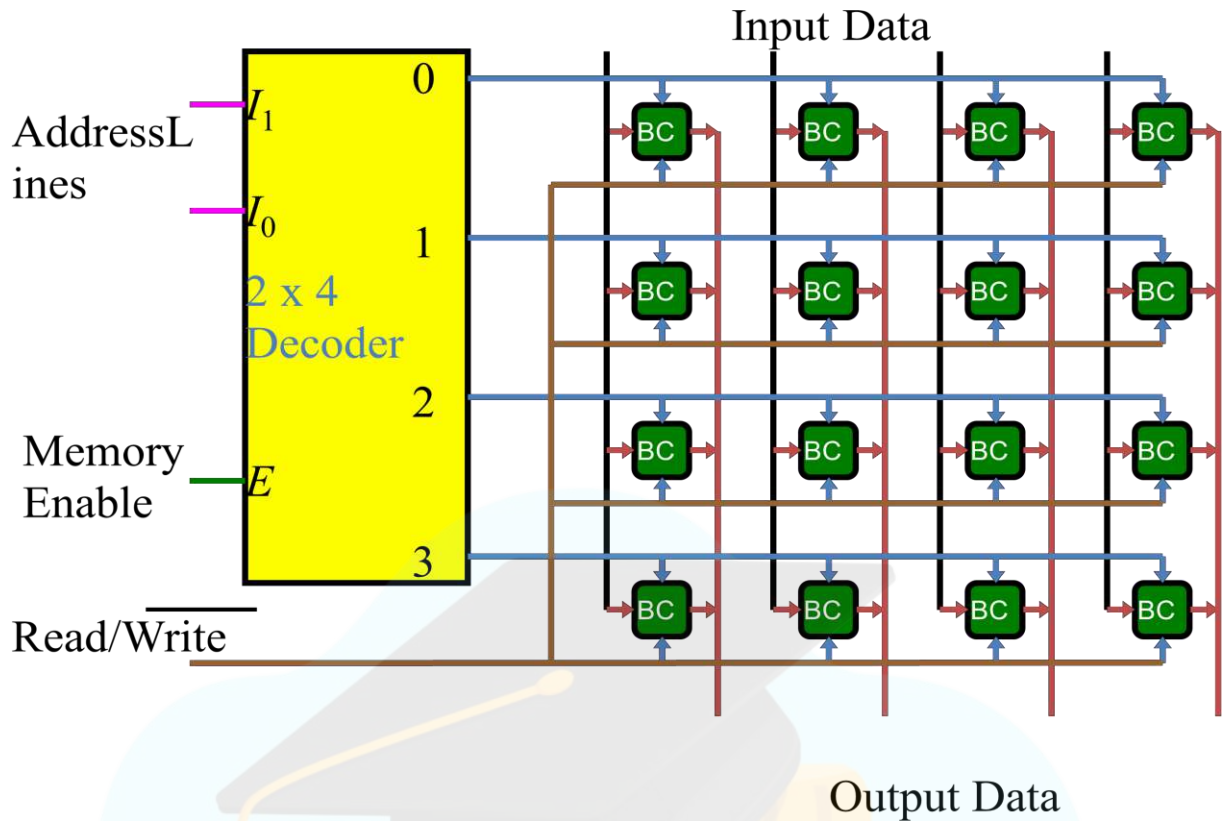 Input Data
0
I1
AddressL
ines
I0
1
2 x 4
Decoder
2
Memory
Enable
E
3
Read/Write
BC BC BC BC
BC BC BC BC
BC BC BC BC
BC BC BC BC
Output Data